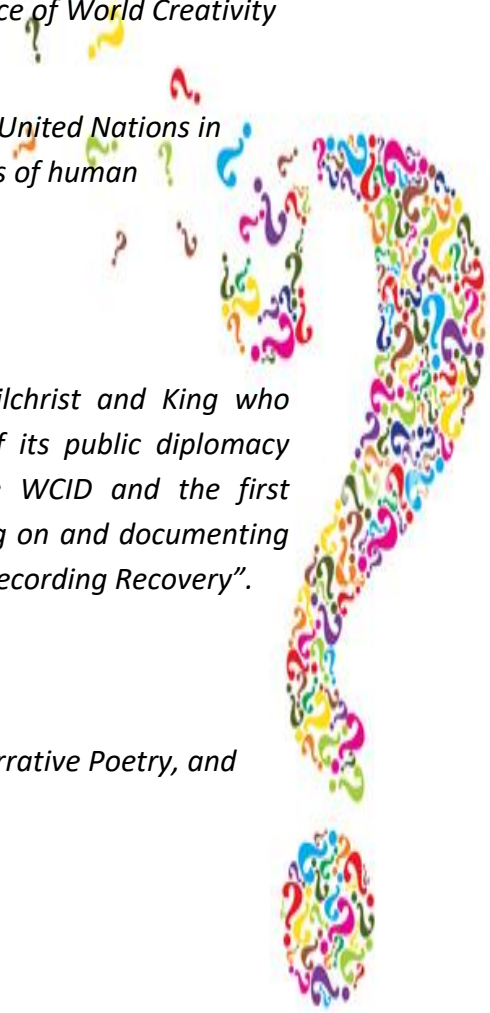 ce of World Creativity
United Nations in
s of human
ilchrist and King who
f its public diplomacy
WCID and the first
g on and documenting
ecording Recovery”.
rrative Poetry, and